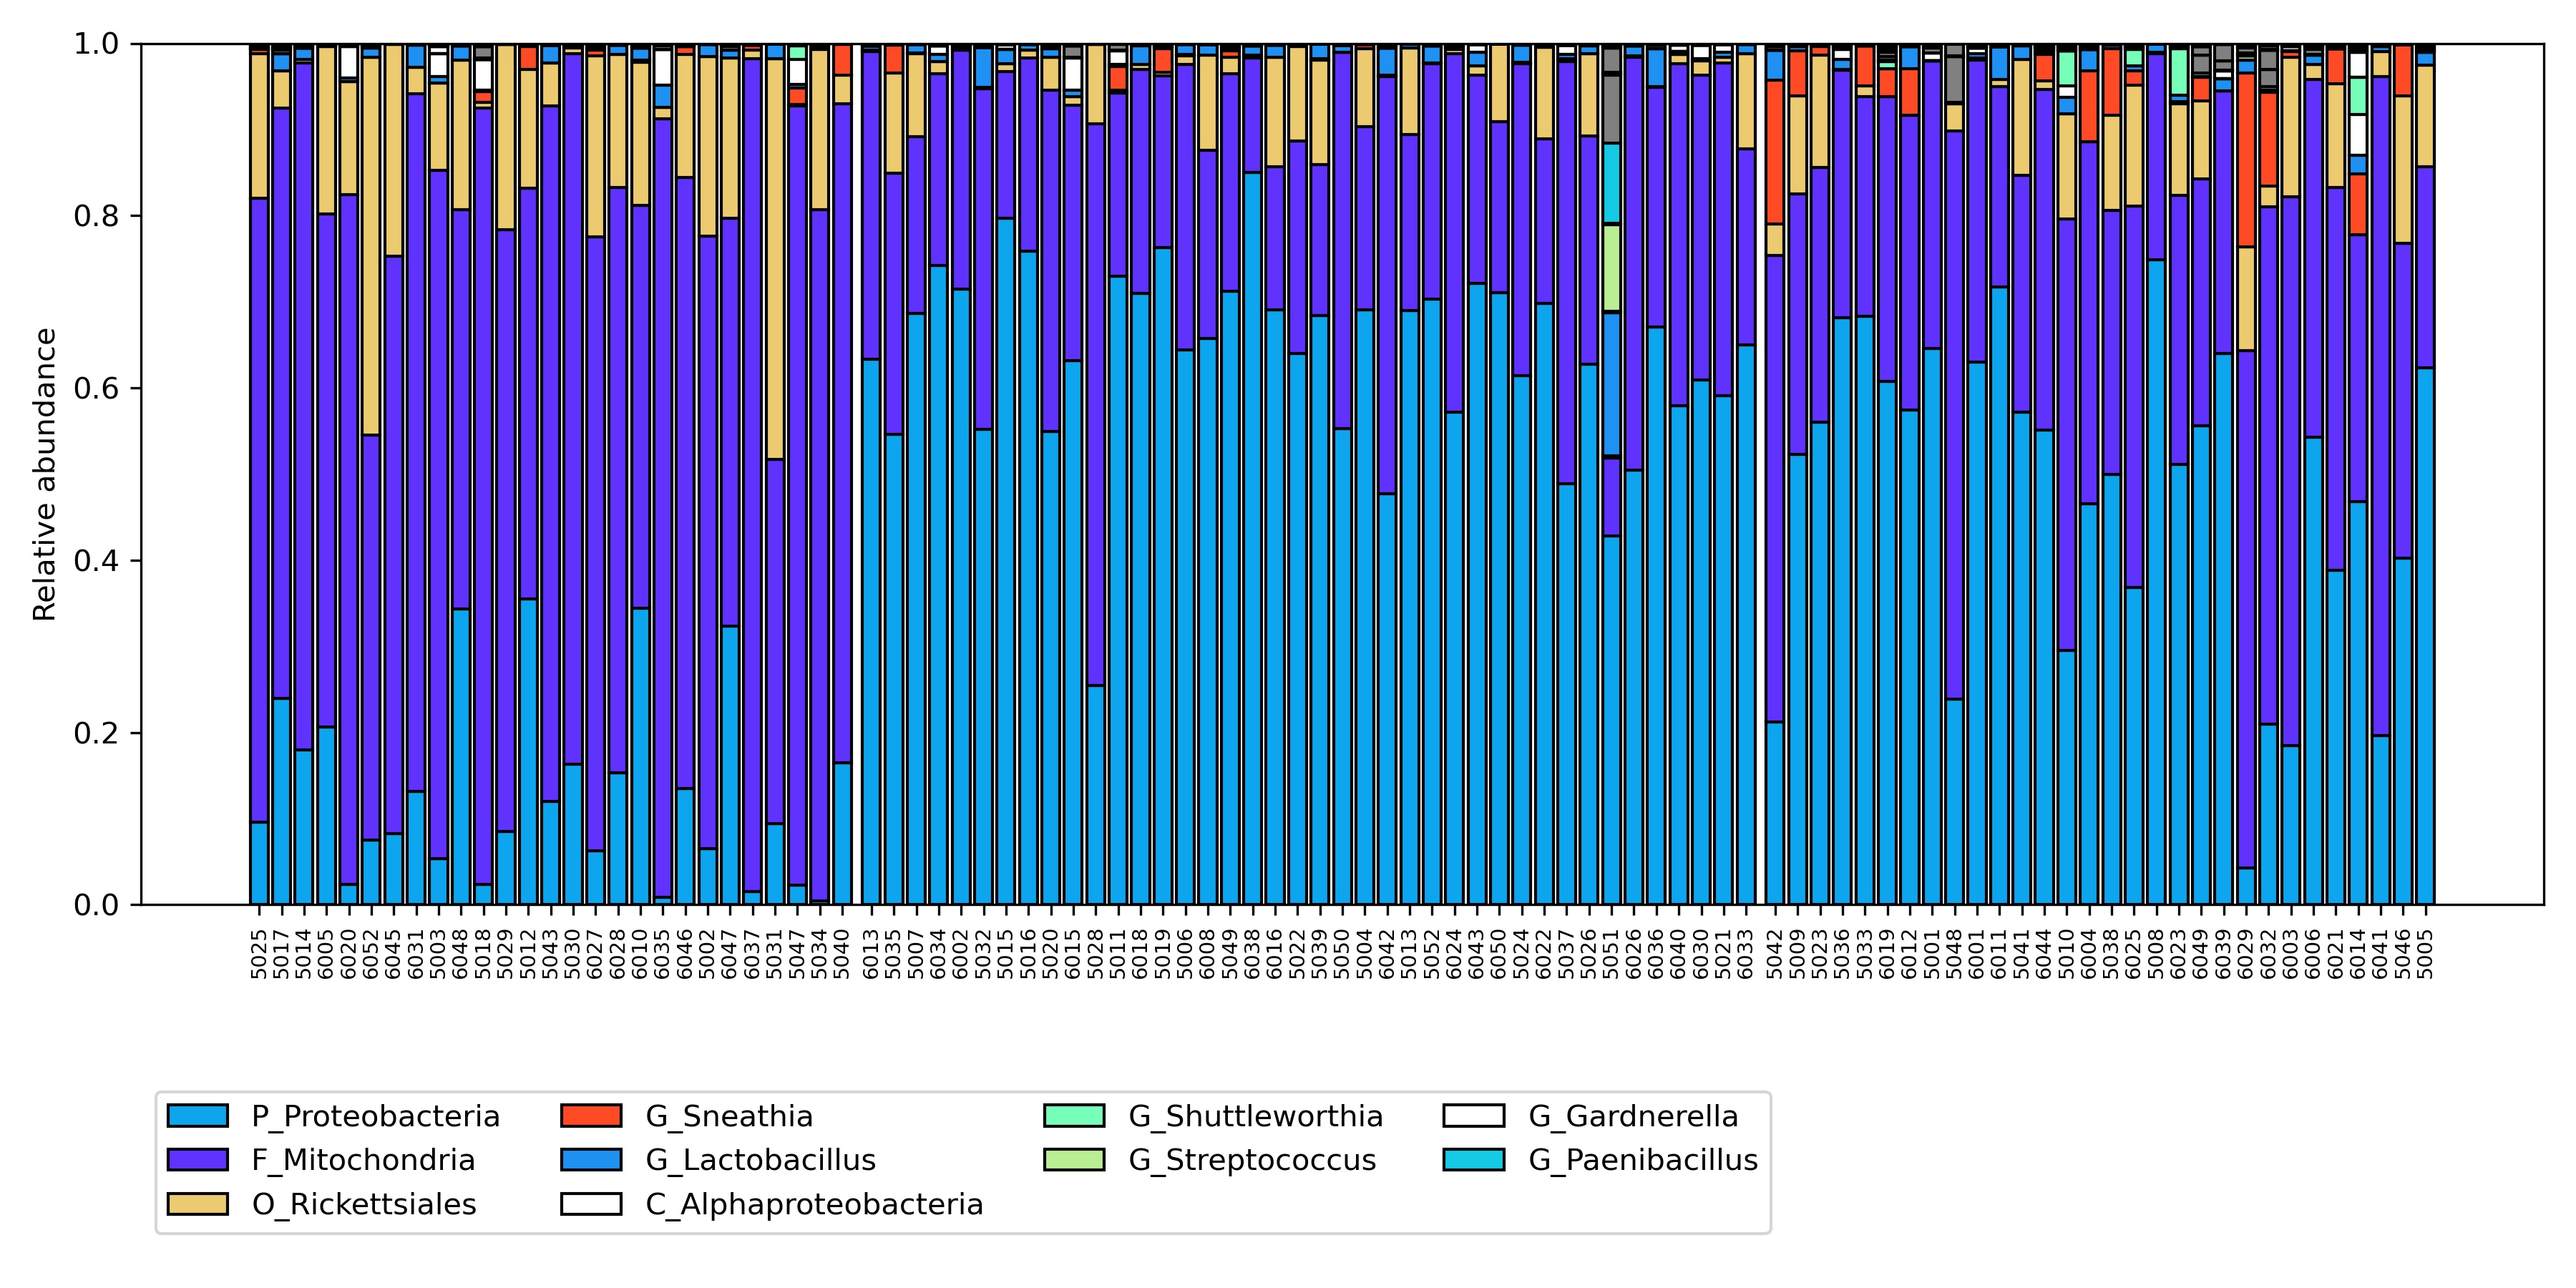 1.0
0.8
0.6
0.4
0.2
0.0
Relative abundance
5025 5017 5014 6005 6020 6052 6045 6031 5003 6048 5018 5029 5012 5043 5030 6027 6028 6010 6035 6046 5002 6047 6037 5031 5047 5034 5040 6013 5035 5007 6034 6002 5032 5015 5016 5020 6015 5028 5011 6018 5019 5006 6008 5049 6038 6016 5022 5039 5050 5004 6042 5013 5052 6024 6043 6050 5024 6022 5037 5026 5051 6026 6036 6040 6030 5021 6033 5042 5009 5023 5036 5033 6019 6012 5001 5048 6001 6011 5041 6044 5010 6004 5038 6025 5008 6023 6049 6039 6029 6032 6003 6006 6021 6014 6041 5046 5005
P_Proteobacteria G_Sneathia G_Shuttleworthia G_Gardnerella
F_Mitochondria G_Lactobacillus G_Streptococcus G_Paenibacillus
O_Rickettsiales C_Alphaproteobacteria